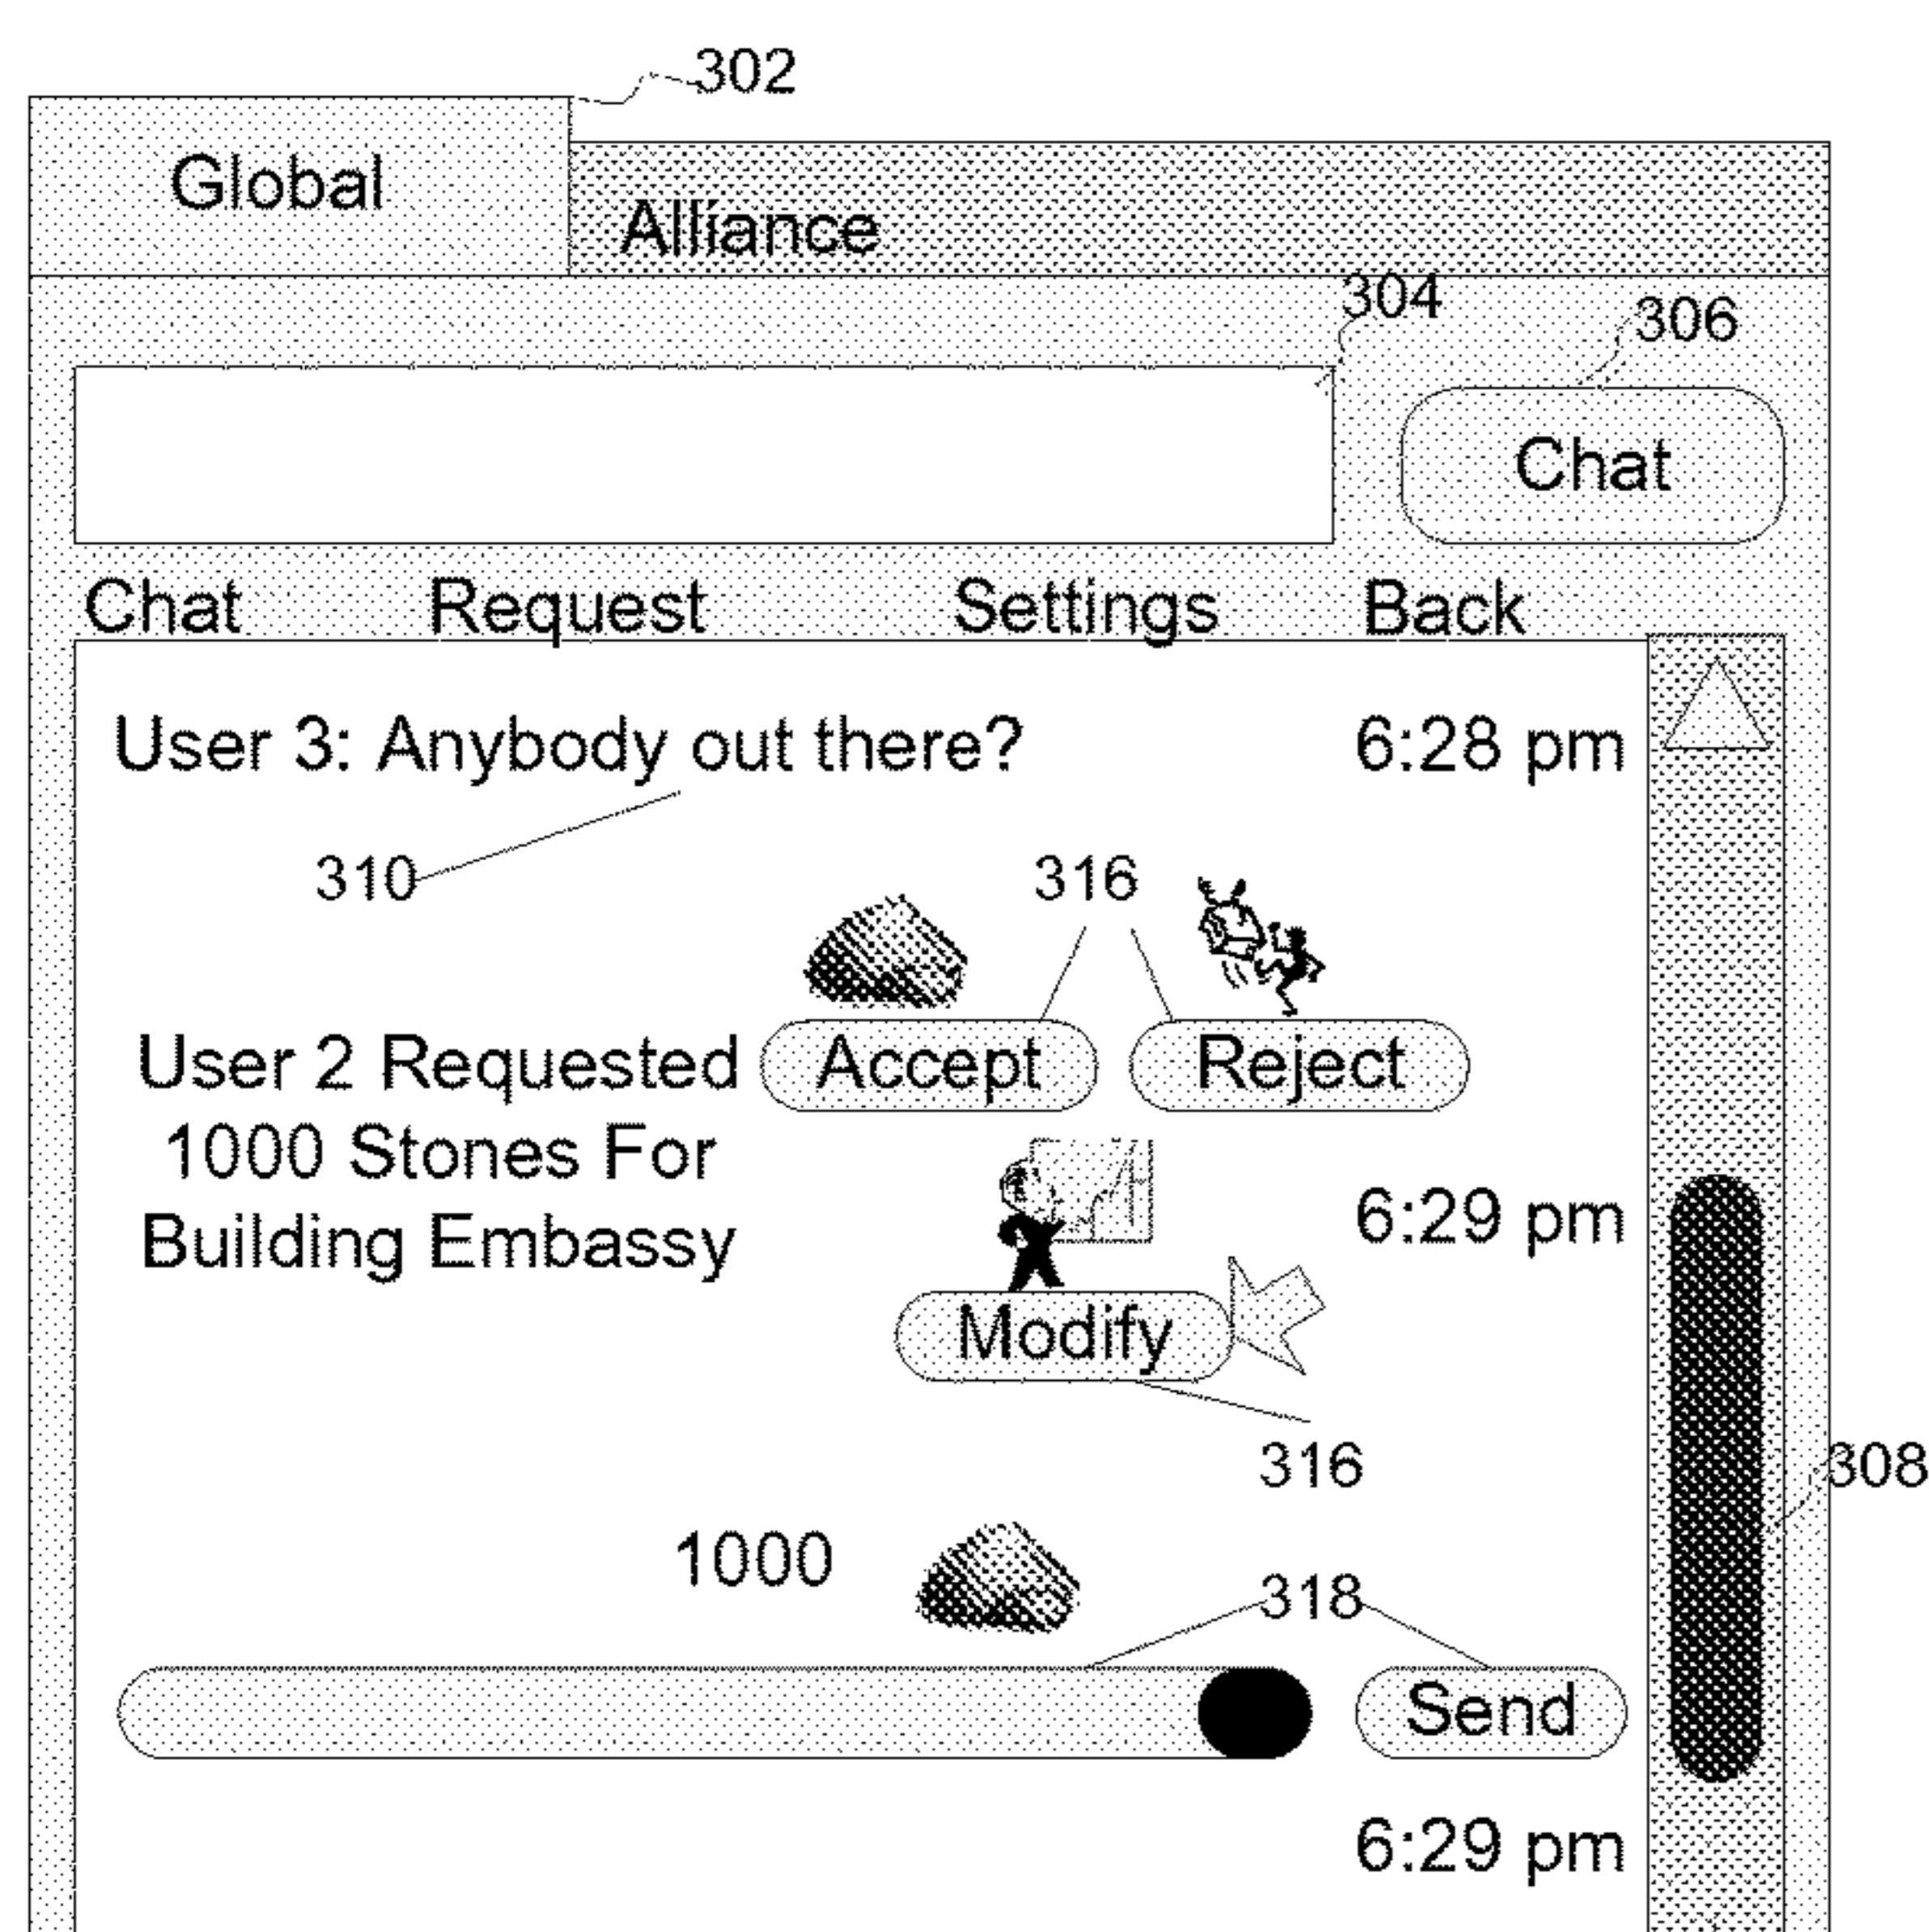 302
Global
Alliance
304
306
Chat
Chat Request Settings Back
User 3: Anybody out there? 6:28 pm
310
316
User 2 Requested Accept Reject
1000 Stones For
6:29 pm
Building Embassy
Modify
316
308
1000
318
Send
6:29 pm